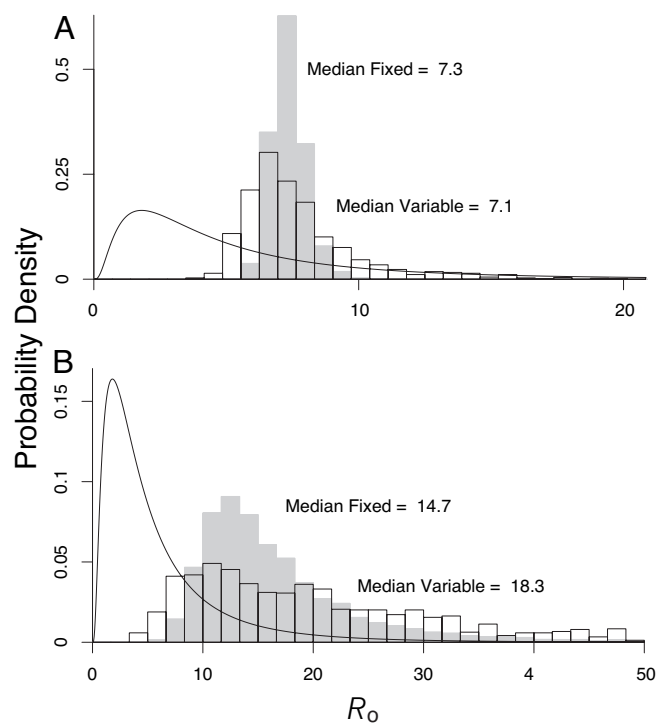 A
0.5
Median Fixed = 7.3
0.25
Median Variable = 7.1
0
0 10 20
Probability Density
B
0.15
0.1
Median Fixed = 14.7
0.05
Median Variable = 18.3
0
0 10 20 30 4 50
Ro